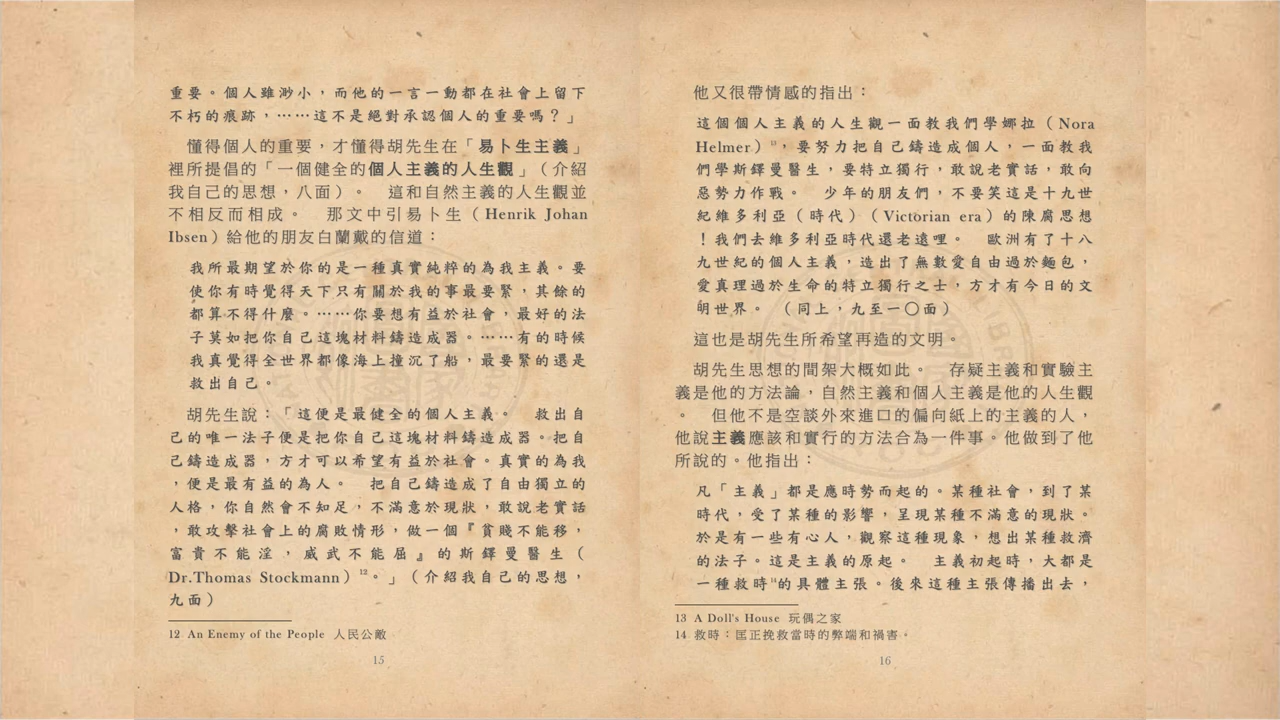 重要。個人雖渺小，而他的一言一動都在社會上留下
不朽的痕跡，……這不是絕對承認個人的重要嗎？」
懂得個人的重要，才懂得胡先生在「易卜生主義」
裡所提倡的「一個健全的個人主義的人生觀」（介紹
我自己的思想，八面）。　這和自然主義的人生觀並
不相反而相成。　那文中引易卜生（Henrik Johan
Ibsen）給他的朋友白蘭戴的信道：
我所最期望於你的是一種真實純粹的為我主義。要
使你有時覺得天下只有關於我的事最要緊，其餘的
都算不得什麼。……你要想有益於社會，最好的法
子莫如把你自己這塊材料鑄造成器。……有的時候
我真覺得全世界都像海上撞沉了船，最要緊的還是
救出自己。
胡先生說：「這便是最健全的個人主義。　救出自
己的唯一法子便是把你自己這塊材料鑄造成器。把自
己鑄造成器，方才可以希望有益於社會。真實的為我
，便是最有益的為人。　把自己鑄造成了自由獨立的
人格，你自然會不知足，不滿意於現狀，敢說老實話
，敢攻擊社會上的腐敗情形，做一個『貧賤不能移，
富貴不能淫，威武不能屈』的斯鐸曼醫生（
Dr.Thomas Stockmann）12。」（介紹我自己的思想，
九面）
12 An Enemy of the People 人民公敵
15
他又很帶情感的指出：
這個個人主義的人生觀一面教我們學娜拉（Nora
Helmer）13，要努力把自己鑄造成個人，一面教我
們學斯鐸曼醫生，要特立獨行，敢說老實話，敢向
惡勢力作戰。　少年的朋友們，不要笑這是十九世
紀維多利亞（時代）（Victorian era）的陳腐思想
！我們去維多利亞時代還老遠哩。　歐洲有了十八
九世紀的個人主義，造出了無數愛自由過於麵包，
愛真理過於生命的特立獨行之士，方才有今日的文
明世界。（同上，九至一〇面）
這也是胡先生所希望再造的文明。
胡先生思想的間架大概如此。　存疑主義和實驗主
義是他的方法論，自然主義和個人主義是他的人生觀
。　但他不是空談外來進口的偏向紙上的主義的人，
他說主義應該和實行的方法合為一件事。他做到了他
所說的。他指出：
凡「主義」都是應時勢而起的。某種社會，到了某
時代，受了某種的影響，呈現某種不滿意的現狀。
於是有一些有心人，觀察這種現象，想出某種救濟
的法子。這是主義的原起。　主義初起時，大都是
一種救時14的具體主張。後來這種主張傳播出去，
13 A Doll's House 玩偶之家
14 救時：匡正挽救當時的弊端和禍害。
16